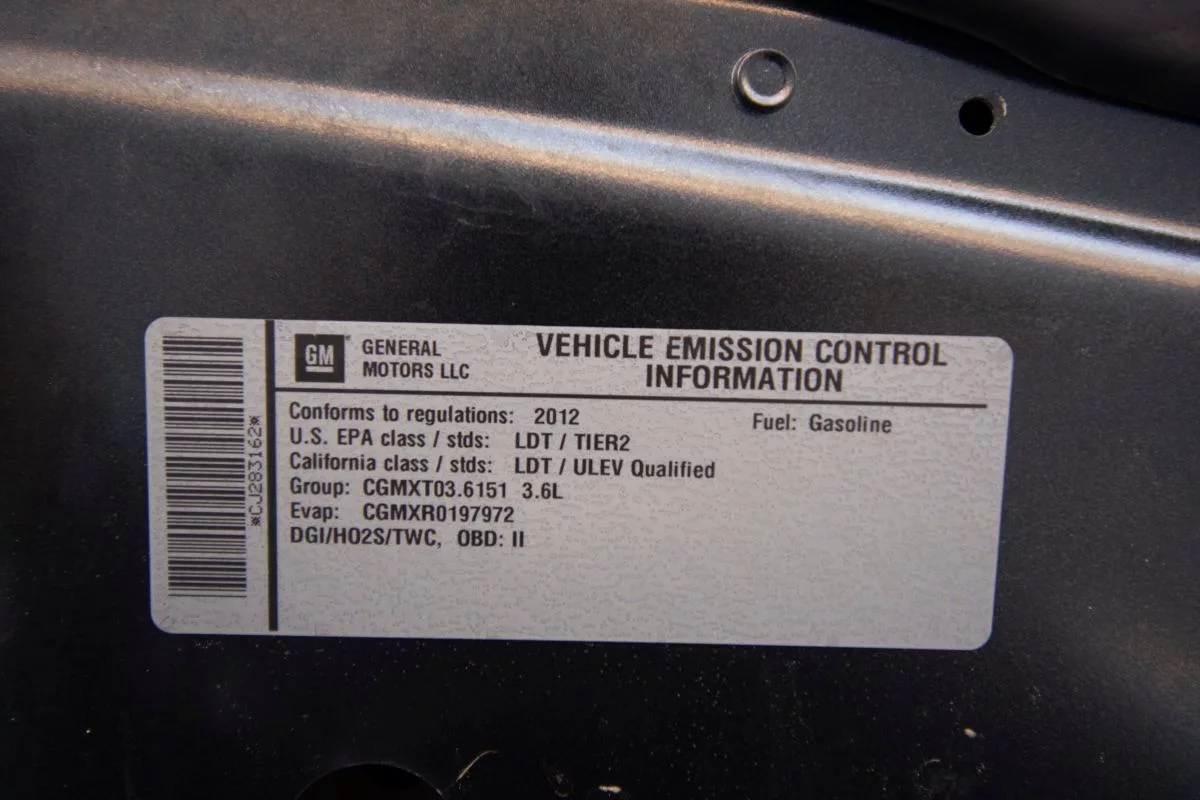 *CJ283162*
GM
GENERAL
MOTORS LLC
VEHICLE EMISSION CONTROL
INFORMATION
Conforms to regulations: 2012
Fuel: Gasoline
U.S. EPA class / stds: LDT / TIER2
California class / stds: LDT / ULEV Qualified
Group: CGMXT03.6151 3.6L
Evap: CGMXR0197972
DGI/HO2S/TWC, OBD: II